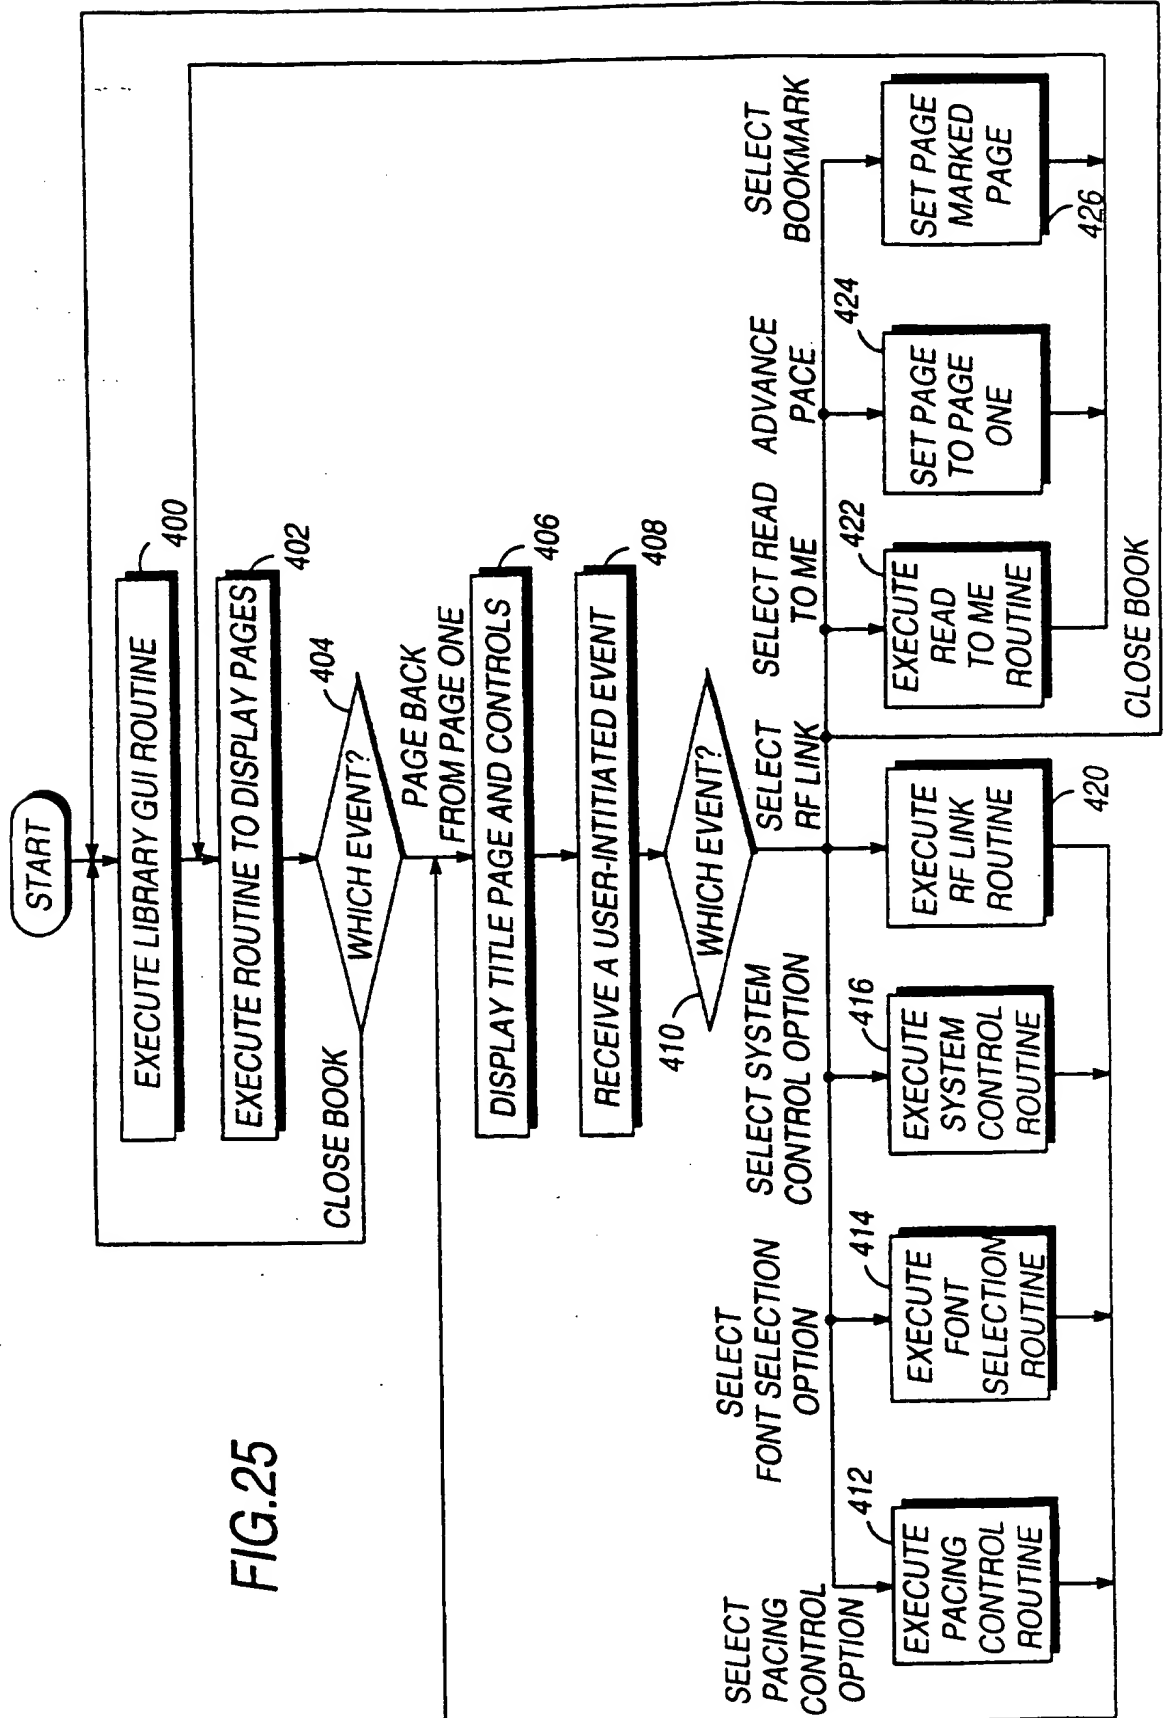 FIG.25
START
EXECUTE LIBRARY GUI ROUTINE
400
EXECUTE ROUTINE TO DISPLAY PAGES
402
WHICH EVENT?
404
CLOSE BOOK
PAGE BACK
FROM PAGE ONE
DISPLAY TITLE PAGE AND CONTROLS
406
RECEIVE A USER-INTITIATED EVENT
408
WHICH EVENT?
410
SELECT
PACING
CONTROL
OPTION
SELECT
FONT SELECTION
OPTION
SELECT SYSTEM
CONTROL OPTION
SELECT
RF LINK
SELECT READ
TO ME
ADVANCE
PACE
SELECT
BOOKMARK
EXECUTE
PACING
CONTROL
ROUTINE
412
EXECUTE
FONT
SELECTION
ROUTINE
414
EXECUTE
SYSTEM
CONTROL
ROUTINE
416
EXECUTE
RF LINK
ROUTINE
420
EXECUTE
READ
TO ME
ROUTINE
422
SET PAGE
TO PAGE
ONE
424
SET PAGE
MARKED
PAGE
426
CLOSE BOOK